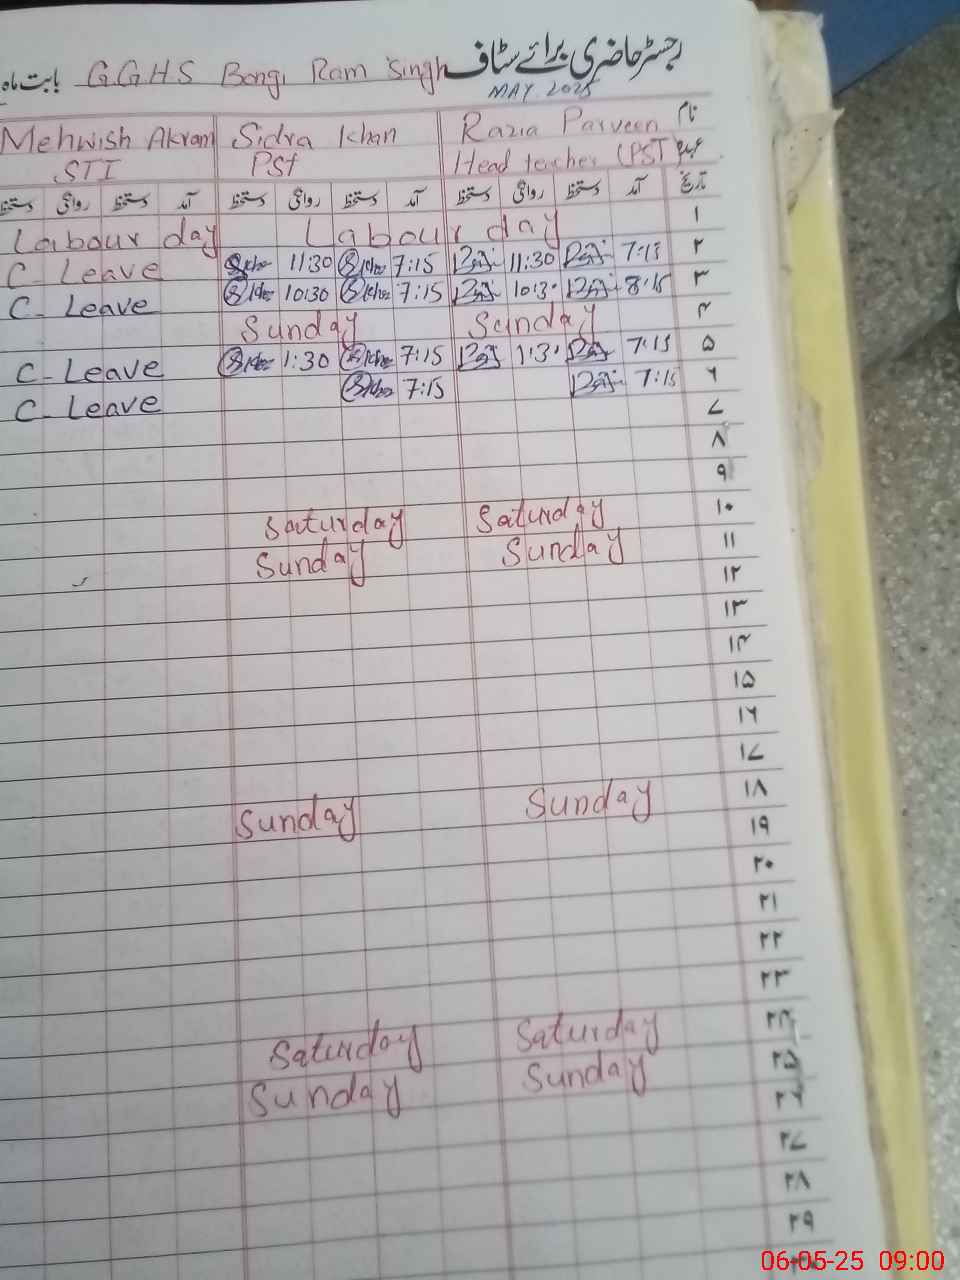 رجسٹر حاضری برائے سٹاف G.G.H.S Bongi Ram Singh بابت ماہ
MAY 2025
نام Razia Parveen Sidra Khan Mehwish Akram
عہدہ Head teacher (PST) PST STI
تاریخ آمد دستخط روانگی دستخط آمد دستخط روانگی دستخط آمد دستخط روانگی دستخط
۱ Labour day Labour day
۲ 7:15 11:30 7:15 11:30 C-Leave
۳ 8:15 10:30 7:15 10:30 C-Leave
۴ Sunday Sunday
۵ 7:15 1:30 7:15 1:30 C-Leave
۶ 7:15 7:15 C-Leave
۷
۸
۹
۱۰ Saturday Saturday
۱۱ Sunday Sunday
۱۲
۱۳
۱۴
۱۵
۱۶
۱۷
۱۸ Sunday Sunday
۱۹
۲۰
۲۱
۲۲
۲۳
۲۴ Saturday Saturday
۲۵ Sunday Sunday
۲۶
۲۷
۲۸
۲۹
06-05-25 09:00